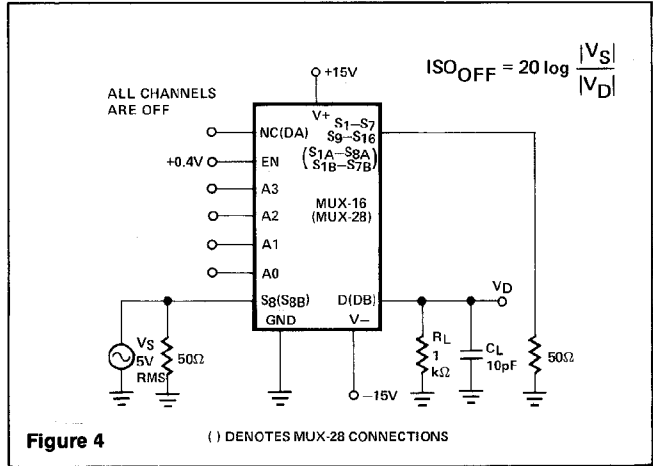 +15V
ISO_OFF = 20 log |V_S| / |V_D|
ALL CHANNELS
ARE OFF
V+
NC(DA)
S1–S7
S9–S16
(S1A–S8A)
(S1B–S7B)
+0.4V
EN
A3
MUX-16
(MUX-28)
A2
A1
A0
S8(S8B)
D(DB)
V_D
GND
V–
V_S
5V
RMS
50Ω
R_L
1
kΩ
C_L
10pF
50Ω
–15V
Figure 4
( ) DENOTES MUX-28 CONNECTIONS